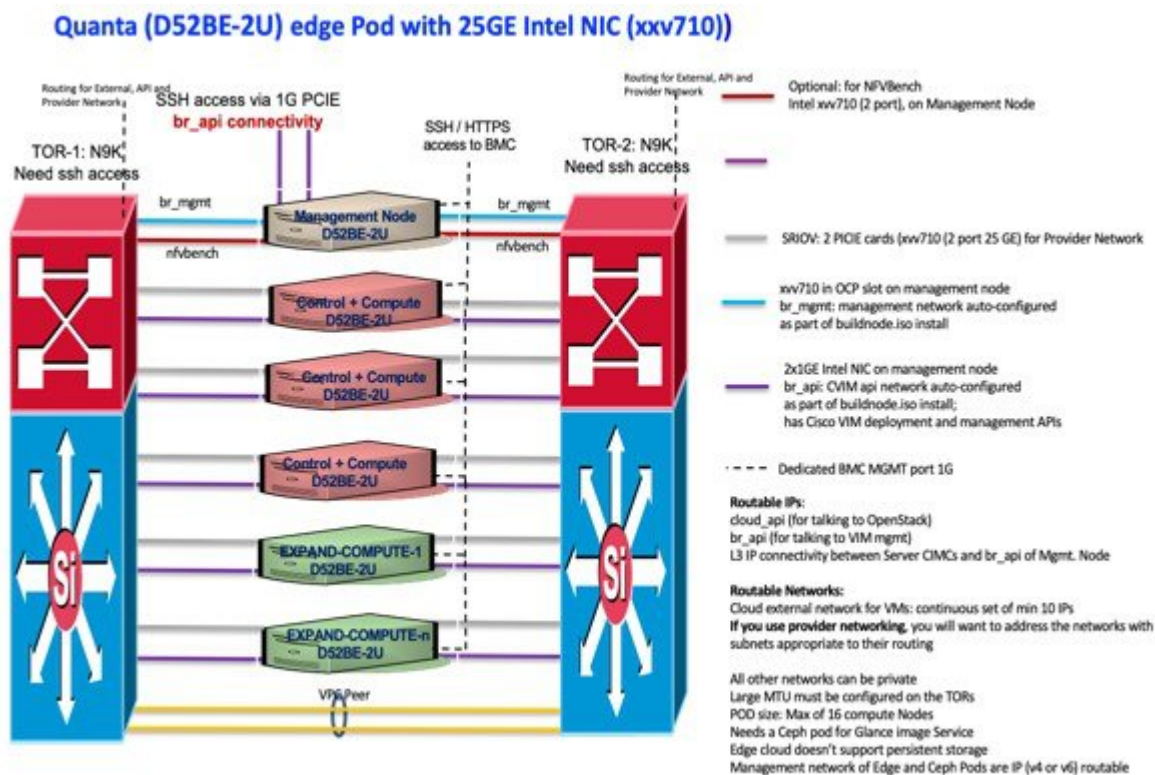 Quanta (D52BE-2U) edge Pod with 25GE Intel NIC (xxv710))
Routing for External, API and
Provider Network
SSH access via 1G PCIE
br_api connectivity
SSH / HTTPS
access to BMC
Routing for External, API and
Provider Network
TOR-1: N9K
Need ssh access
TOR-2: N9K
Need ssh access
br_mgmt
nfvbench
Management Node
D52BE-2U
br_mgmt
nfvbench
Control + Compute
D52BE-2U
Control + Compute
D52BE-2U
Control + Compute
D52BE-2U
EXPAND-COMPUTE-1
D52BE-2U
EXPAND-COMPUTE-n
D52BE-2U
Si
Si
VPC Peer
Optional: for NFVBench
Intel xvv710 (2 port), on Management Node
SRIOV: 2 PICIE cards (xvv710 (2 port 25 GE) for Provider Network
xvv710 in OCP slot on management node
br_mgmt: management network auto-configured
as part of buildnode.iso install
2x1GE Intel NIC on management node
br_api: CVIM api network auto-configured
as part of buildnode.iso install;
has Cisco VIM deployment and management APIs
Dedicated BMC MGMT port 1G
Routable IPs:
cloud_api (for talking to OpenStack)
br_api (for talking to VIM mgmt)
L3 IP connectivity between Server CIMCs and br_api of Mgmt. Node
Routable Networks:
Cloud external network for VMs: continuous set of min 10 IPs
If you use provider networking, you will want to address the networks with
subnets appropriate to their routing
All other networks can be private
Large MTU must be configured on the TORs
POD size: Max of 16 compute Nodes
Needs a Ceph pod for Glance image Service
Edge cloud doesn't support persistent storage
Management network of Edge and Ceph Pods are IP (v4 or v6) routable